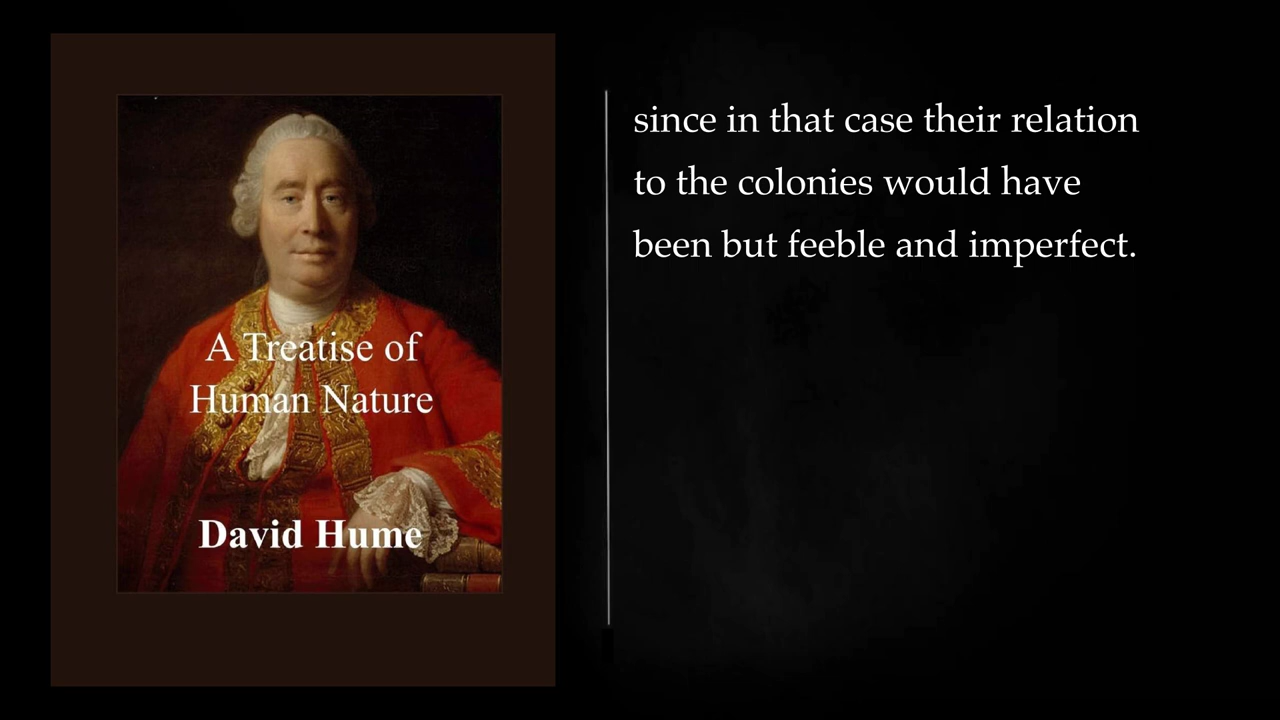 A Treatise of
Human Nature
David Hume
since in that case their relation
to the colonies would have
been but feeble and imperfect.